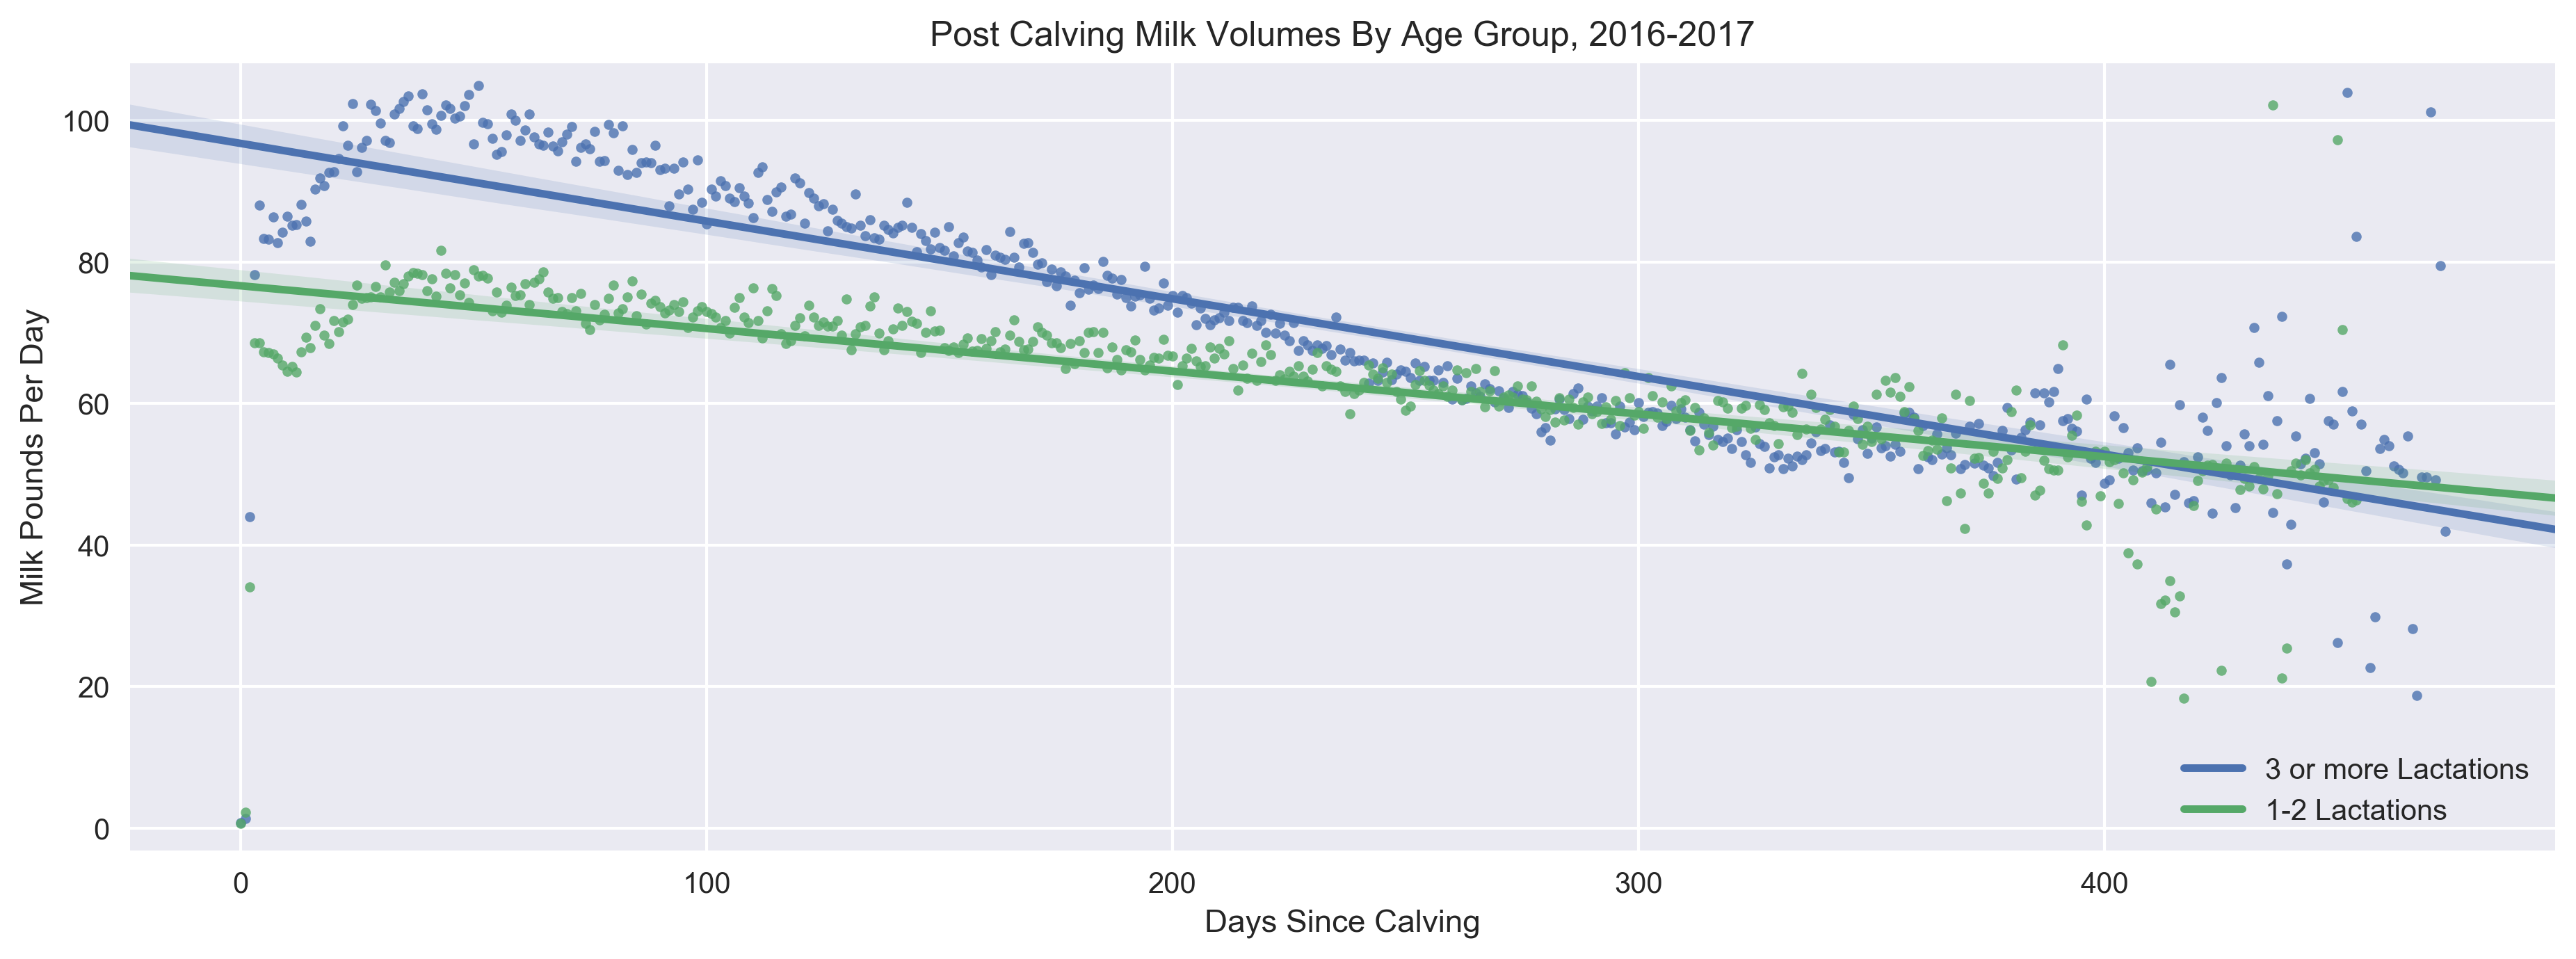 Post Calving Milk Volumes By Age Group, 2016-2017
Milk Pounds Per Day
100
80
60
40
20
0
3 or more Lactations
1-2 Lactations
0
100
200
300
400
Days Since Calving